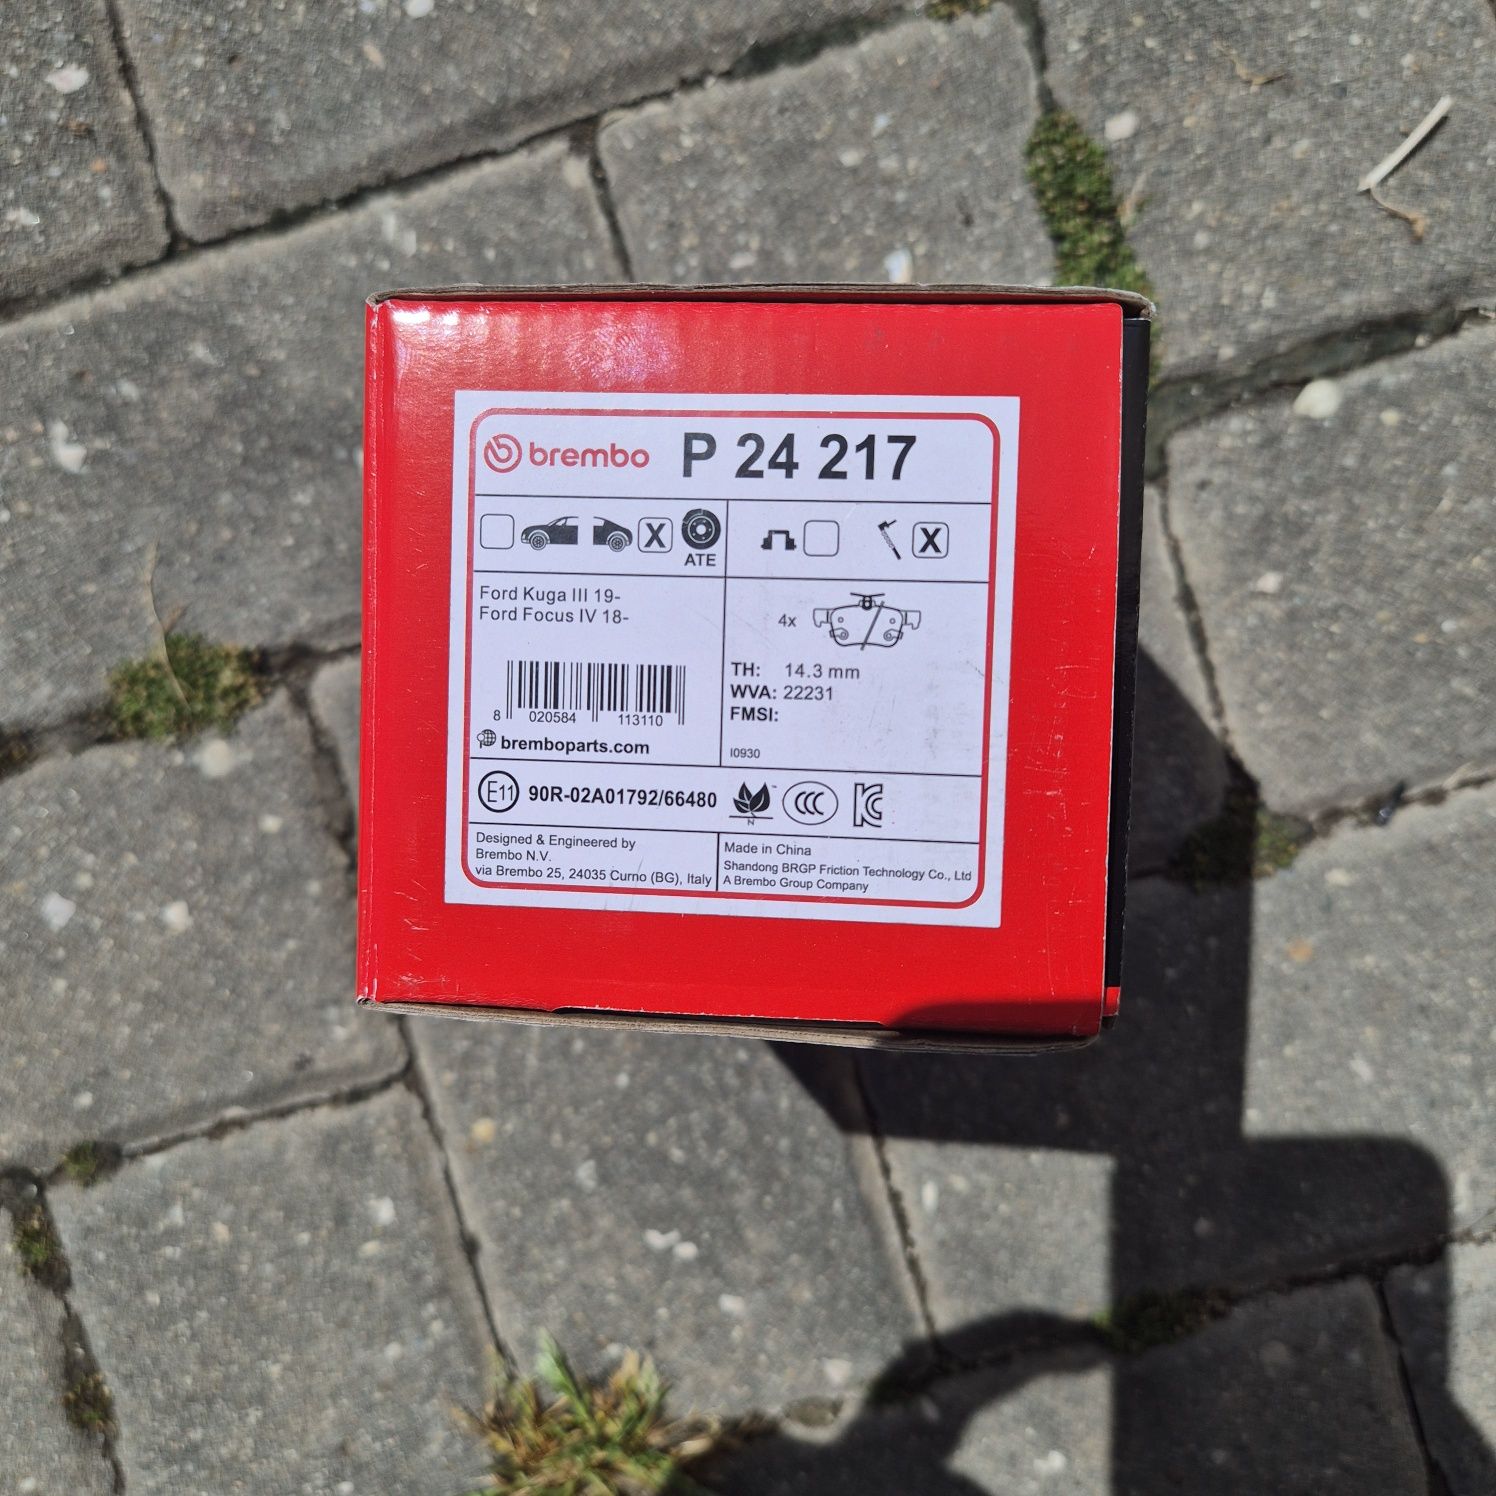 brembo P 24 217
X ATE X
Ford Kuga III 19-
Ford Focus IV 18-
4x
TH: 14.3 mm
WVA: 22231
FMSI:
8 020584 113110
bremboparts.com
I0930
E11 90R-02A01792/66480
N CCC KC
Designed & Engineered by
Brembo N.V.
via Brembo 25, 24035 Curno (BG), Italy
Made in China
Shandong BRGP Friction Technology Co., Ltd
A Brembo Group Company